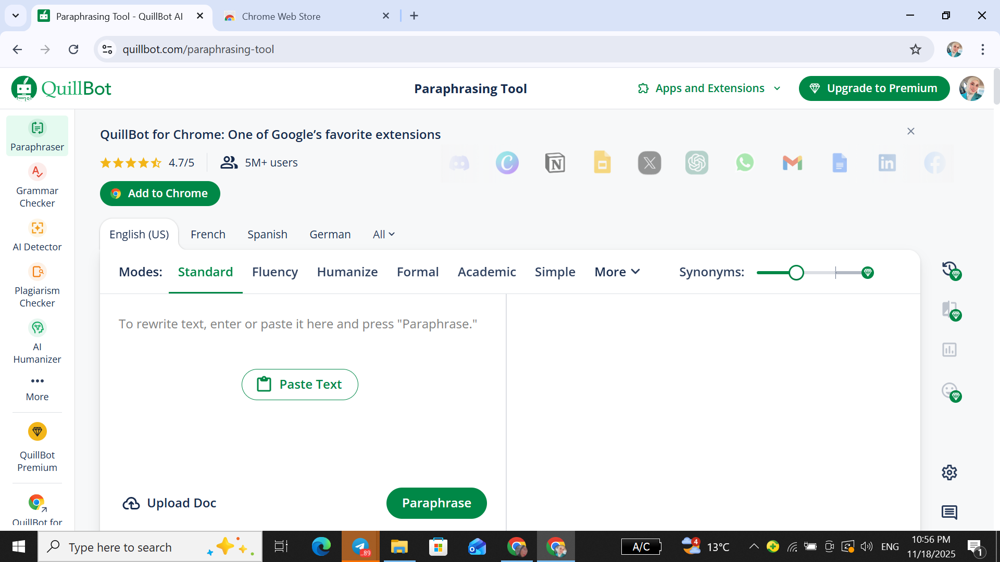 Paraphrasing Tool - QuillBot AI
Chrome Web Store
quillbot.com/paraphrasing-tool
QuillBot
Paraphrasing Tool
Apps and Extensions
Upgrade to Premium
Paraphraser
Grammar
Checker
AI Detector
Plagiarism
Checker
AI
Humanizer
More
QuillBot
Premium
QuillBot for
QuillBot for Chrome: One of Google’s favorite extensions
4.7/5
5M+ users
Add to Chrome
English (US)
French
Spanish
German
All
Modes:
Standard
Fluency
Humanize
Formal
Academic
Simple
More
Synonyms:
To rewrite text, enter or paste it here and press "Paraphrase."
Paste Text
Upload Doc
Paraphrase
Type here to search
..89
A/C
4
13°C
ENG
10:56 PM
11/18/2025
1